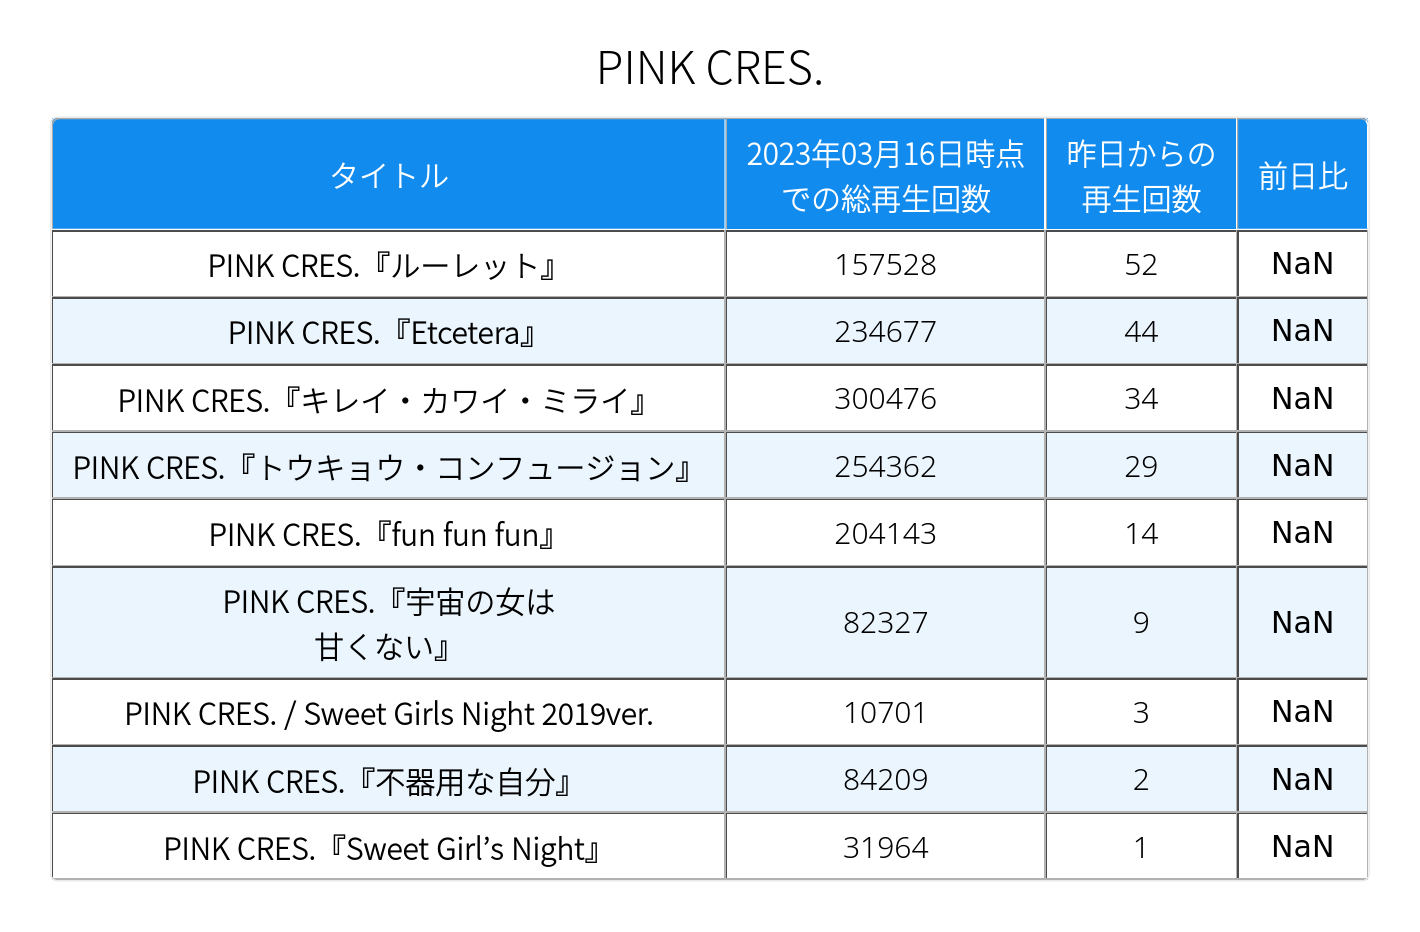 PINK CRES.
タイトル
2023年03月16日時点
での総再生回数
昨日からの
再生回数
前日比
PINK CRES.『ルーレット』 157528 52 NaN
PINK CRES.『Etcetera』 234677 44 NaN
PINK CRES.『キレイ・カワイ・ミライ』 300476 34 NaN
PINK CRES.『トウキョウ・コンフュージョン』 254362 29 NaN
PINK CRES.『fun fun fun』 204143 14 NaN
PINK CRES.『宇宙の女は
甘くない』 82327 9 NaN
PINK CRES. / Sweet Girls Night 2019ver. 10701 3 NaN
PINK CRES.『不器用な自分』 84209 2 NaN
PINK CRES.『Sweet Girl’s Night』 31964 1 NaN